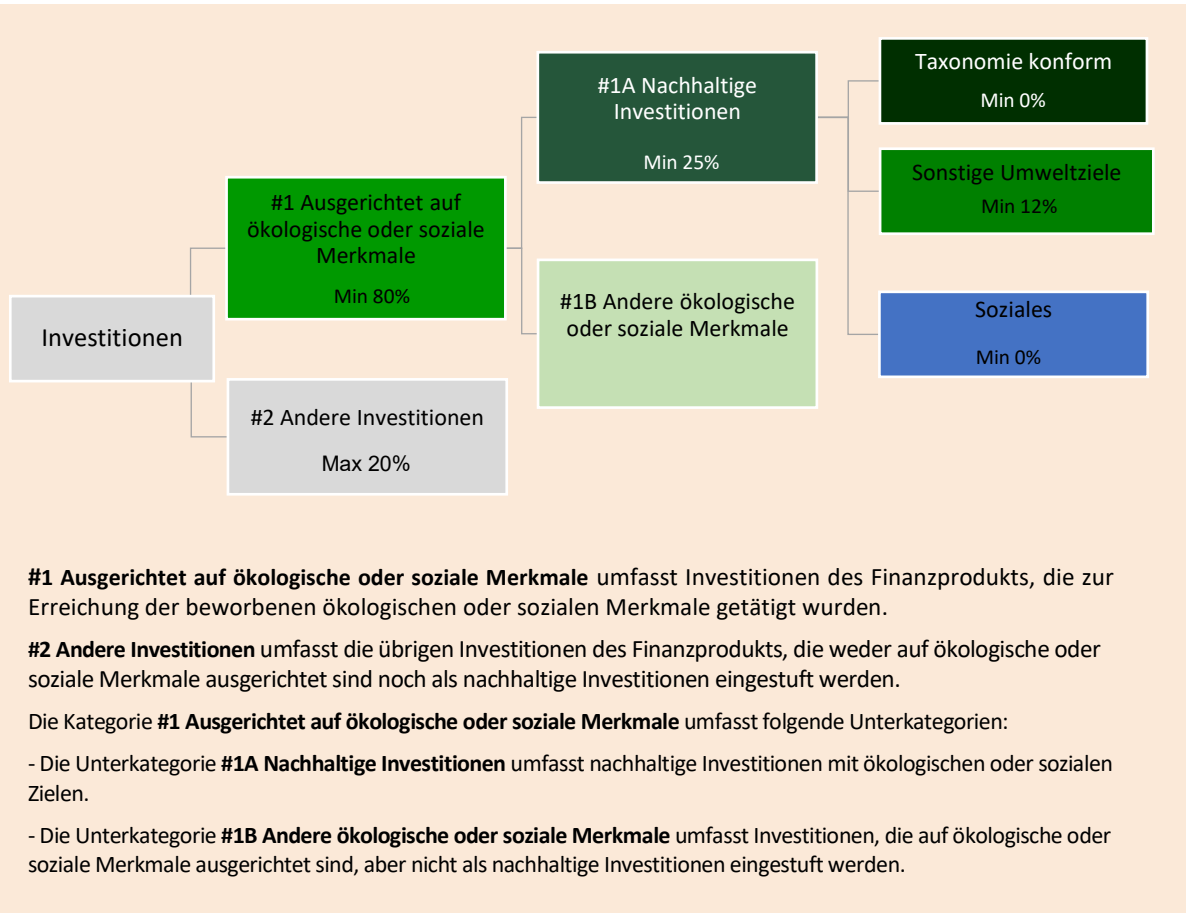 Investitionen
#1 Ausgerichtet auf
ökologische oder soziale
Merkmale
Min 80%
#2 Andere Investitionen
Max 20%
#1A Nachhaltige
Investitionen
Min 25%
#1B Andere ökologische
oder soziale Merkmale
Taxonomie konform
Min 0%
Sonstige Umweltziele
Min 12%
Soziales
Min 0%
#1 Ausgerichtet auf ökologische oder soziale Merkmale umfasst Investitionen des Finanzprodukts, die zur
Erreichung der beworbenen ökologischen oder sozialen Merkmale getätigt wurden.
#2 Andere Investitionen umfasst die übrigen Investitionen des Finanzprodukts, die weder auf ökologische oder
soziale Merkmale ausgerichtet sind noch als nachhaltige Investitionen eingestuft werden.
Die Kategorie #1 Ausgerichtet auf ökologische oder soziale Merkmale umfasst folgende Unterkategorien:
- Die Unterkategorie #1A Nachhaltige Investitionen umfasst nachhaltige Investitionen mit ökologischen oder sozialen
Zielen.
- Die Unterkategorie #1B Andere ökologische oder soziale Merkmale umfasst Investitionen, die auf ökologische oder
soziale Merkmale ausgerichtet sind, aber nicht als nachhaltige Investitionen eingestuft werden.